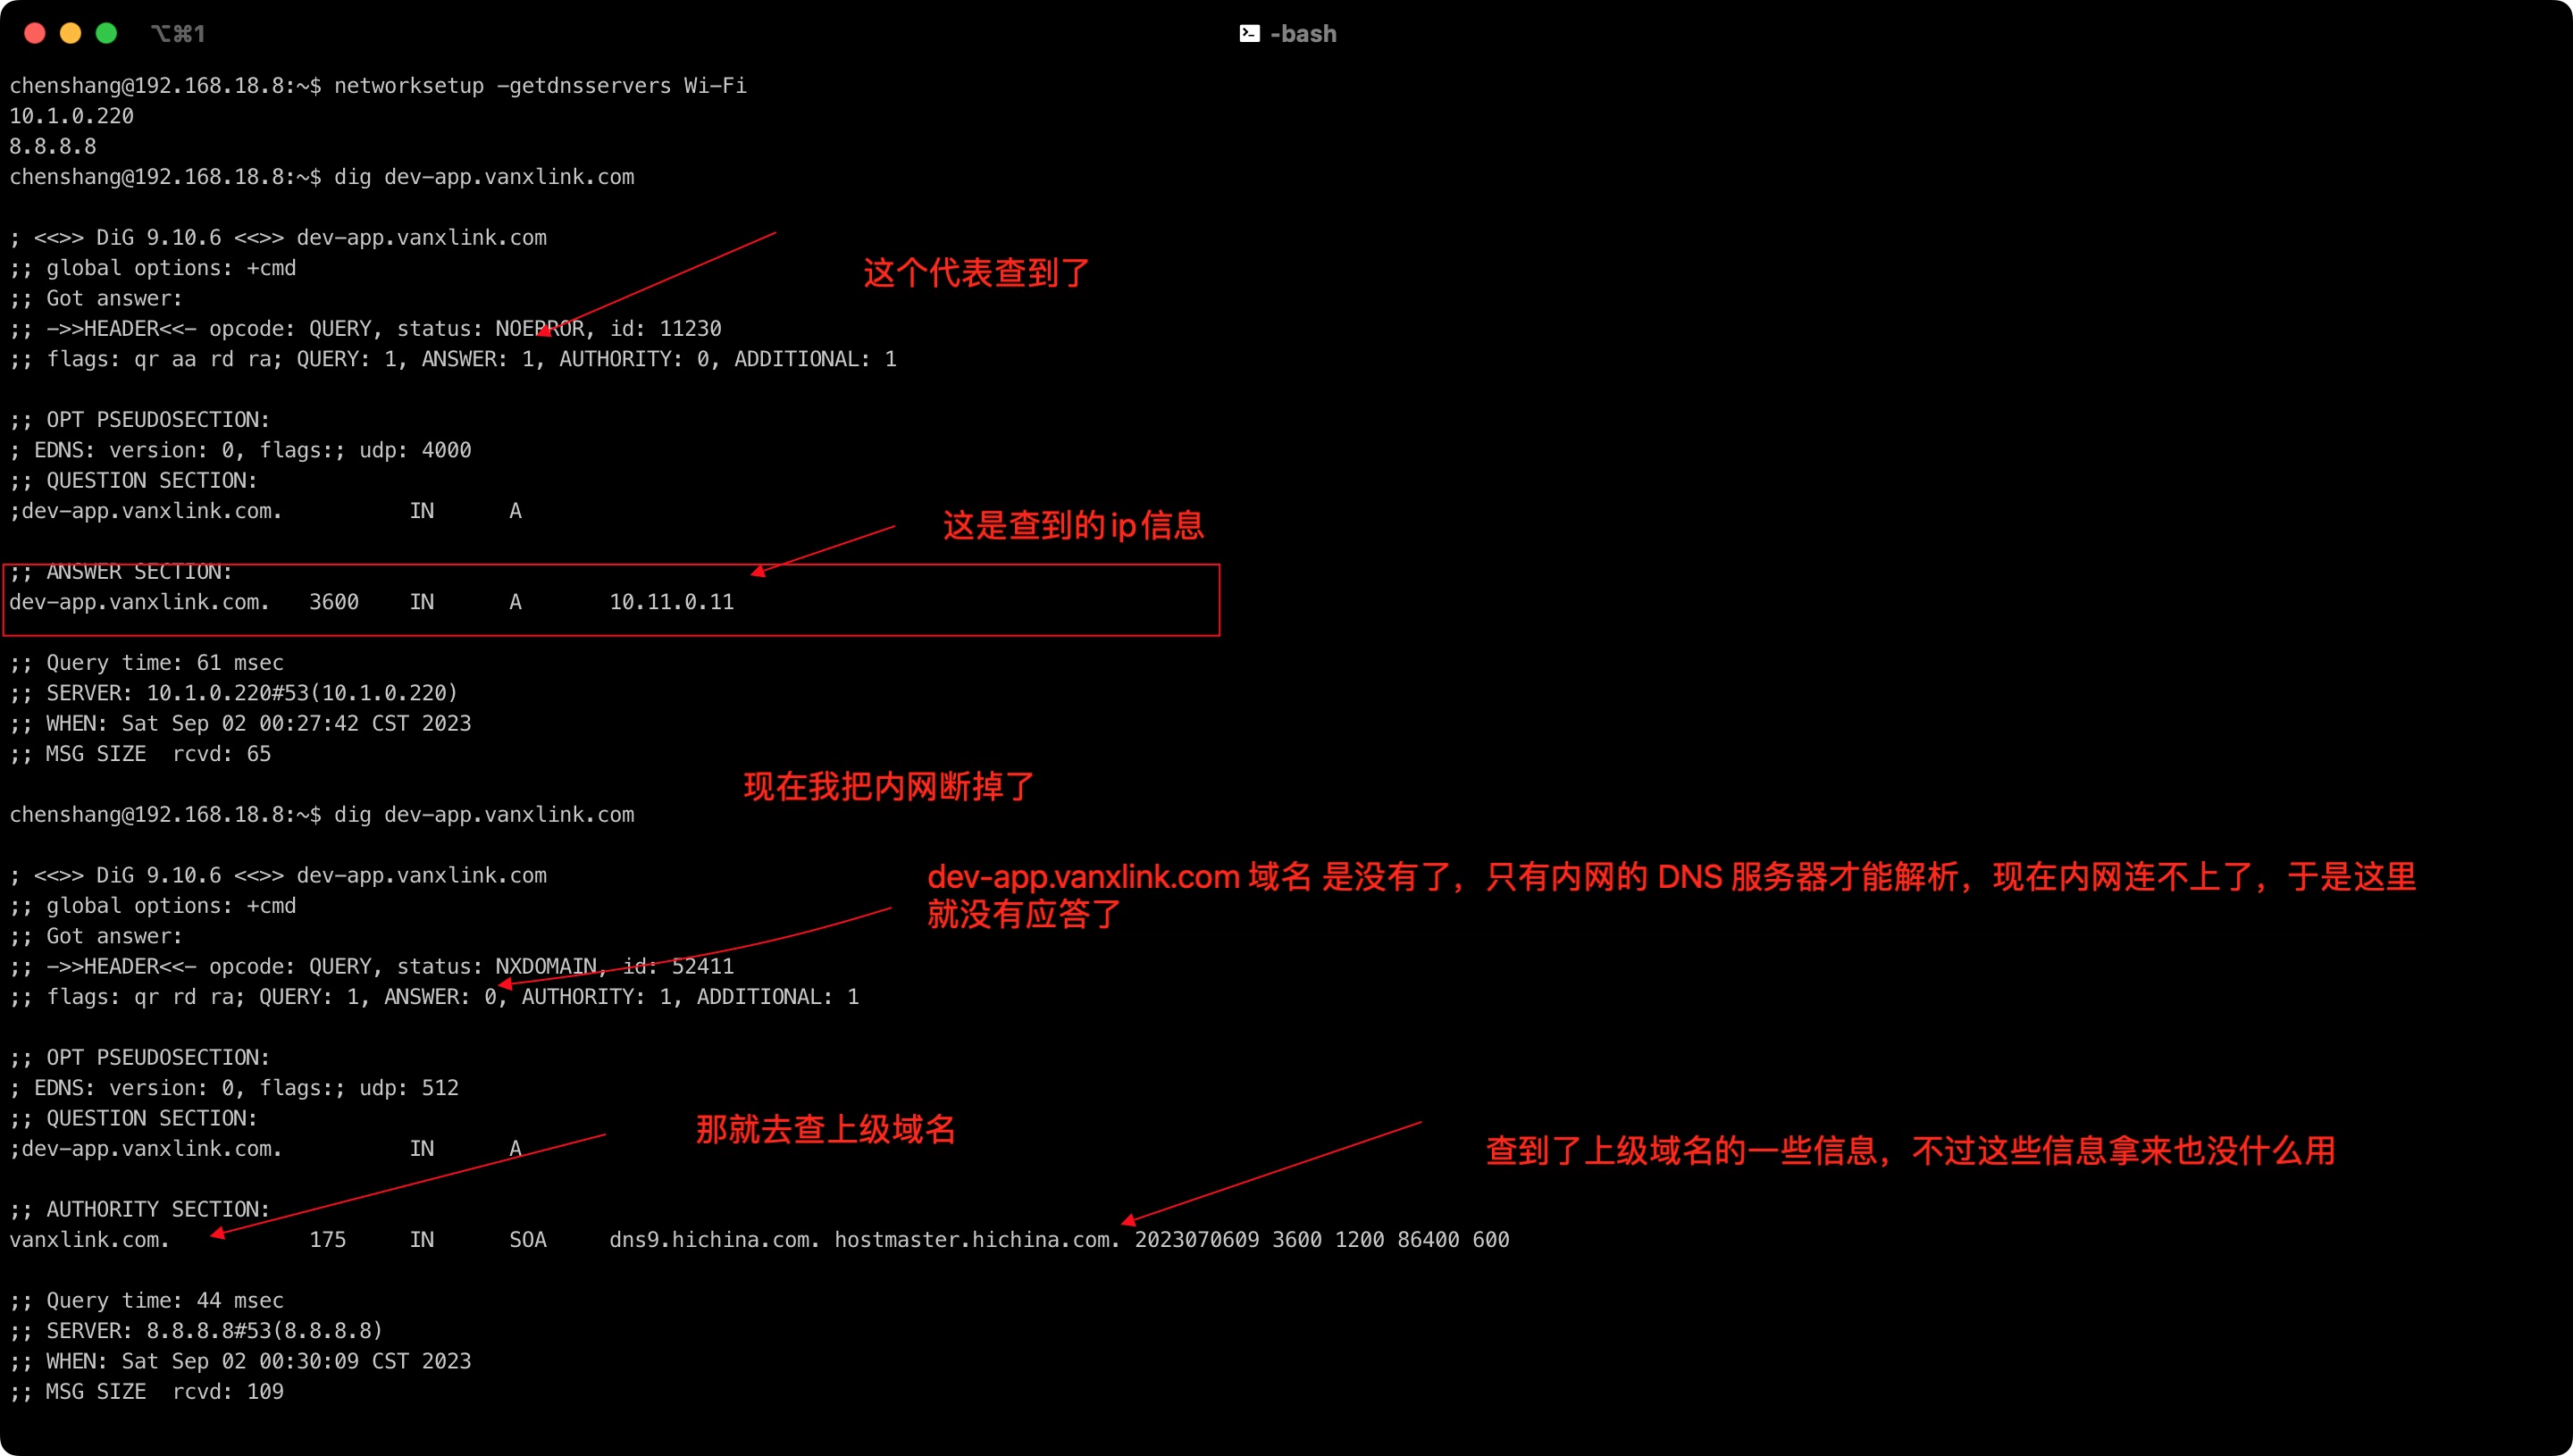 ⌥⌘1
-bash
chenshang@192.168.18.8:~$ networksetup -getdnsservers Wi-Fi
10.1.0.220
8.8.8.8
chenshang@192.168.18.8:~$ dig dev-app.vanxlink.com
; <<>> DiG 9.10.6 <<>> dev-app.vanxlink.com
;; global options: +cmd
这个代表查到了
;; Got answer:
;; ->>HEADER<<- opcode: QUERY, status: NOERROR, id: 11230
;; flags: qr aa rd ra; QUERY: 1, ANSWER: 1, AUTHORITY: 0, ADDITIONAL: 1
;; OPT PSEUDOSECTION:
; EDNS: version: 0, flags:; udp: 4000
;; QUESTION SECTION:
;dev-app.vanxlink.com. IN A
这是查到的ip信息
;; ANSWER SECTION:
dev-app.vanxlink.com. 3600 IN A 10.11.0.11
;; Query time: 61 msec
;; SERVER: 10.1.0.220#53(10.1.0.220)
;; WHEN: Sat Sep 02 00:27:42 CST 2023
;; MSG SIZE rcvd: 65
现在我把内网断掉了
chenshang@192.168.18.8:~$ dig dev-app.vanxlink.com
; <<>> DiG 9.10.6 <<>> dev-app.vanxlink.com
dev-app.vanxlink.com 域名 是没有了，只有内网的 DNS 服务器才能解析，现在内网连不上了，于是这里
就没有应答了
;; global options: +cmd
;; Got answer:
;; ->>HEADER<<- opcode: QUERY, status: NXDOMAIN, id: 52411
;; flags: qr rd ra; QUERY: 1, ANSWER: 0, AUTHORITY: 1, ADDITIONAL: 1
;; OPT PSEUDOSECTION:
; EDNS: version: 0, flags:; udp: 512
;; QUESTION SECTION:
那就去查上级域名
;dev-app.vanxlink.com. IN A
查到了上级域名的一些信息，不过这些信息拿来也没什么用
;; AUTHORITY SECTION:
vanxlink.com. 175 IN SOA dns9.hichina.com. hostmaster.hichina.com. 2023070609 3600 1200 86400 600
;; Query time: 44 msec
;; SERVER: 8.8.8.8#53(8.8.8.8)
;; WHEN: Sat Sep 02 00:30:09 CST 2023
;; MSG SIZE rcvd: 109